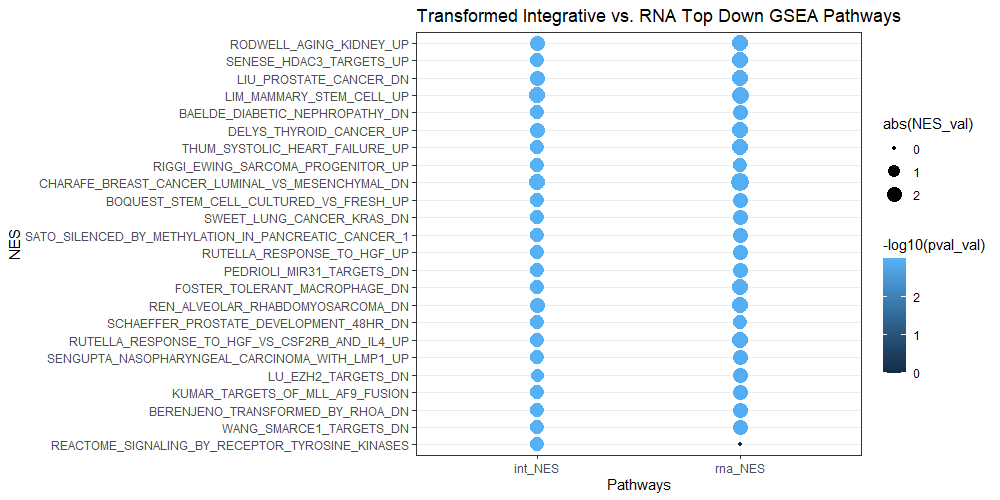 Transformed Integrative vs. RNA Top Down GSEA Pathways
NES
RODWELL_AGING_KIDNEY_UP
SENESE_HDAC3_TARGETS_UP
LIU_PROSTATE_CANCER_DN
LIM_MAMMARY_STEM_CELL_UP
BAELDE_DIABETIC_NEPHROPATHY_DN
DELYS_THYROID_CANCER_UP
THUM_SYSTOLIC_HEART_FAILURE_UP
RIGGI_EWING_SARCOMA_PROGENITOR_UP
CHARAFE_BREAST_CANCER_LUMINAL_VS_MESENCHYMAL_DN
BOQUEST_STEM_CELL_CULTURED_VS_FRESH_UP
SWEET_LUNG_CANCER_KRAS_DN
SATO_SILENCED_BY_METHYLATION_IN_PANCREATIC_CANCER_1
RUTELLA_RESPONSE_TO_HGF_UP
PEDRIOLI_MIR31_TARGETS_DN
FOSTER_TOLERANT_MACROPHAGE_DN
REN_ALVEOLAR_RHABDOMYOSARCOMA_DN
SCHAEFFER_PROSTATE_DEVELOPMENT_48HR_DN
RUTELLA_RESPONSE_TO_HGF_VS_CSF2RB_AND_IL4_UP
SENGUPTA_NASOPHARYNGEAL_CARCINOMA_WITH_LMP1_UP
LU_EZH2_TARGETS_DN
KUMAR_TARGETS_OF_MLL_AF9_FUSION
BERENJENO_TRANSFORMED_BY_RHOA_DN
WANG_SMARCE1_TARGETS_DN
REACTOME_SIGNALING_BY_RECEPTOR_TYROSINE_KINASES
int_NES
rna_NES
Pathways
abs(NES_val)
0
1
2
-log10(pval_val)
2
1
0